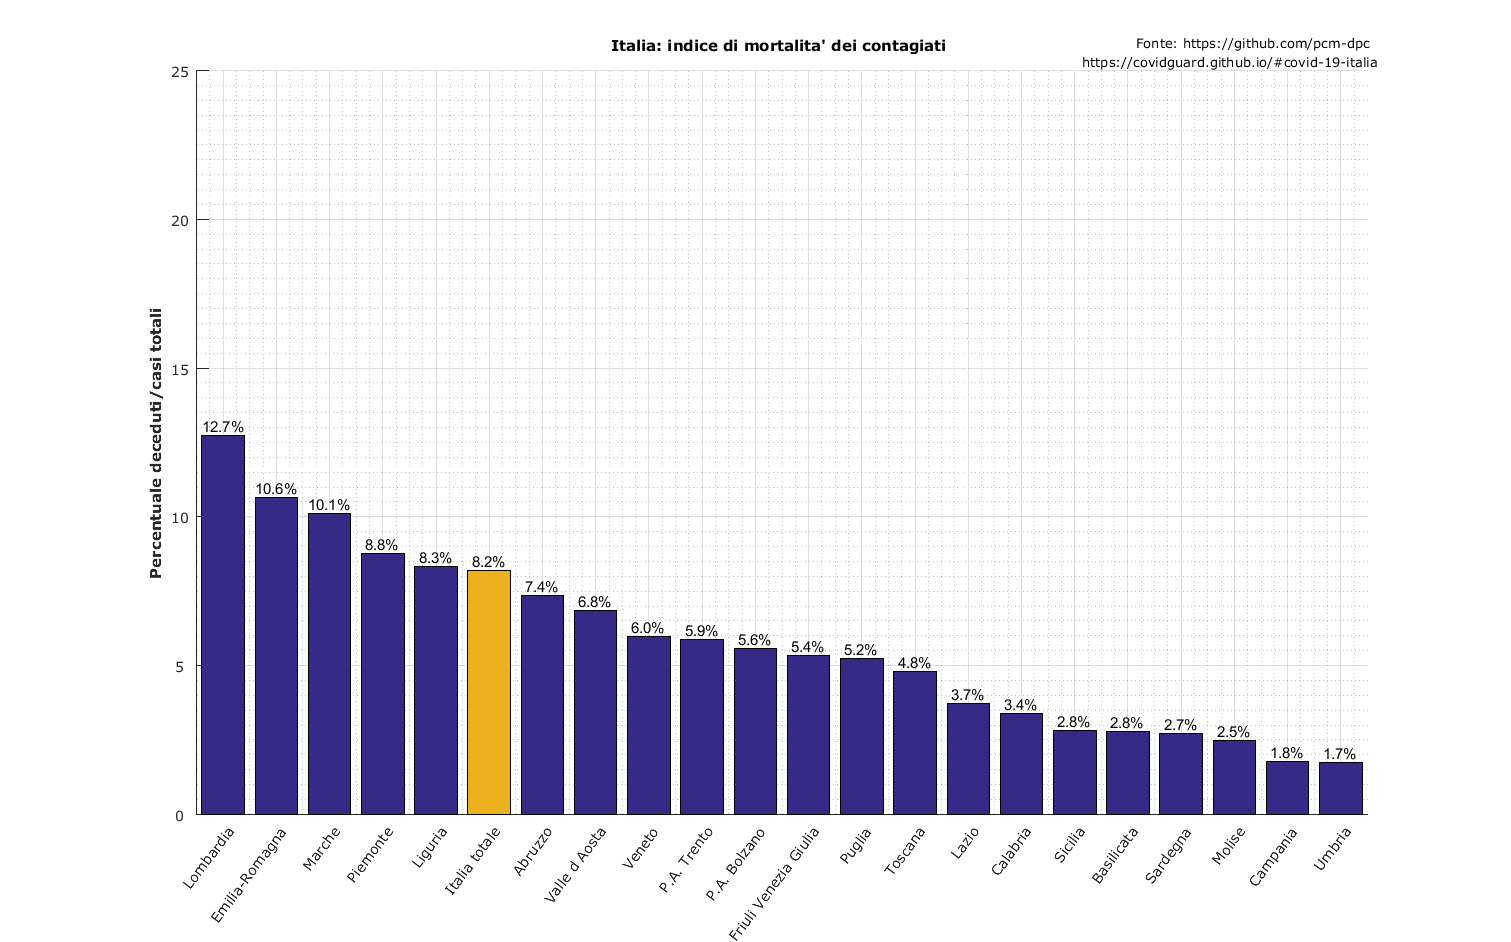 Italia: indice di mortalita' dei contagiati
Fonte: https://github.com/pcm-dpc
https://covidguard.github.io/#covid-19-italia
Percentuale deceduti/casi totali
25
20
15
10
5
0
12.7%
10.6%
10.1%
8.8%
8.3%
8.2%
7.4%
6.8%
6.0%
5.9%
5.6%
5.4%
5.2%
4.8%
3.7%
3.4%
2.8%
2.8%
2.7%
2.5%
1.8%
1.7%
Lombardia
Emilia-Romagna
Marche
Piemonte
Liguria
Italia totale
Abruzzo
Valle d Aosta
Veneto
P.A. Trento
P.A. Bolzano
Friuli Venezia Giulia
Puglia
Toscana
Lazio
Calabria
Sicilia
Basilicata
Sardegna
Molise
Campania
Umbria